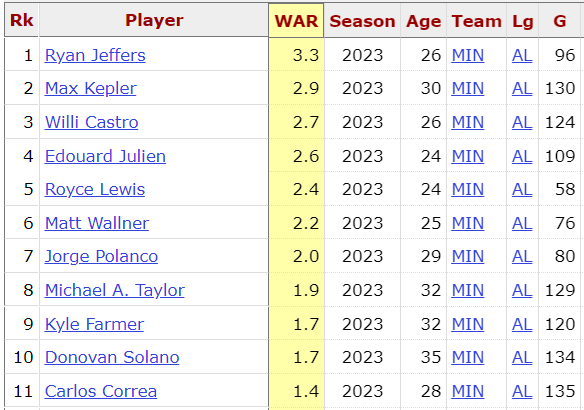 Rk Player WAR Season Age Team Lg G
1 Ryan Jeffers 3.3 2023 26 MIN AL 96
2 Max Kepler 2.9 2023 30 MIN AL 130
3 Willi Castro 2.7 2023 26 MIN AL 124
4 Edouard Julien 2.6 2023 24 MIN AL 109
5 Royce Lewis 2.4 2023 24 MIN AL 58
6 Matt Wallner 2.2 2023 25 MIN AL 76
7 Jorge Polanco 2.0 2023 29 MIN AL 80
8 Michael A. Taylor 1.9 2023 32 MIN AL 129
9 Kyle Farmer 1.7 2023 32 MIN AL 120
10 Donovan Solano 1.7 2023 35 MIN AL 134
11 Carlos Correa 1.4 2023 28 MIN AL 135